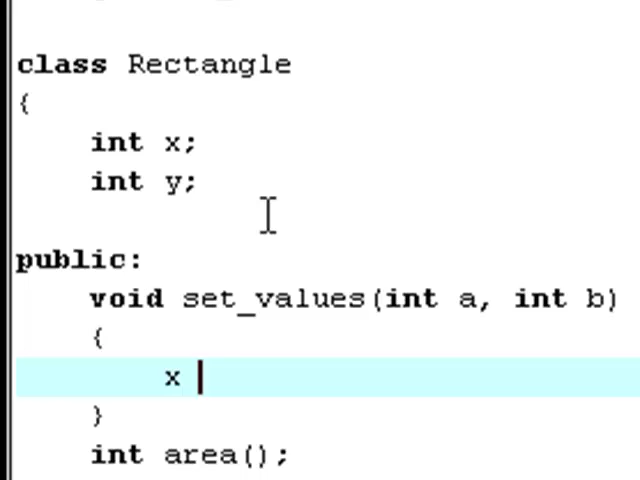 class Rectangle
{
int x;
int y;
public:
void set_values(int a, int b)
{
x
}
int area();